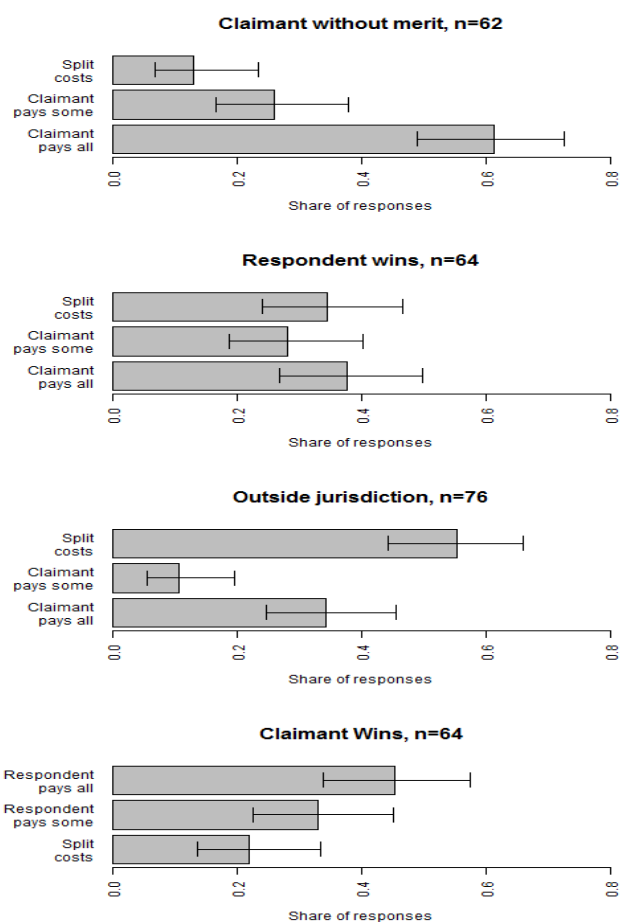 Claimant without merit, n=62
Split
costs
Claimant
pays some
Claimant
pays all
0.0 0.2 0.4 0.6 0.8
Share of responses
Respondent wins, n=64
Split
costs
Claimant
pays some
Claimant
pays all
0.0 0.2 0.4 0.6 0.8
Share of responses
Outside jurisdiction, n=76
Split
costs
Claimant
pays some
Claimant
pays all
0.0 0.2 0.4 0.6 0.8
Share of responses
Claimant Wins, n=64
Respondent
pays all
Respondent
pays some
Split
costs
0.0 0.2 0.4 0.6 0.8
Share of responses